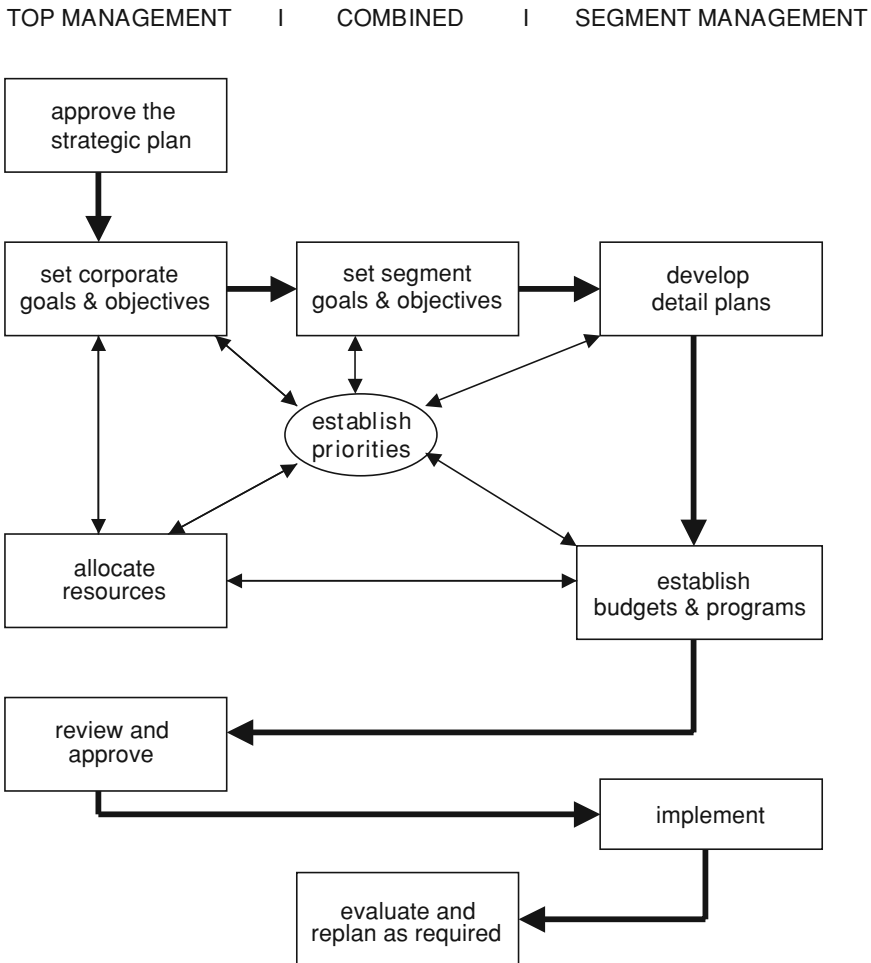 TOP MANAGEMENT I COMBINED I SEGMENT MANAGEMENT
approve the
strategic plan
set corporate
goals & objectives
set segment
goals & objectives
develop
detail plans
establish
priorities
allocate
resources
establish
budgets & programs
review and
approve
implement
evaluate and
replan as required